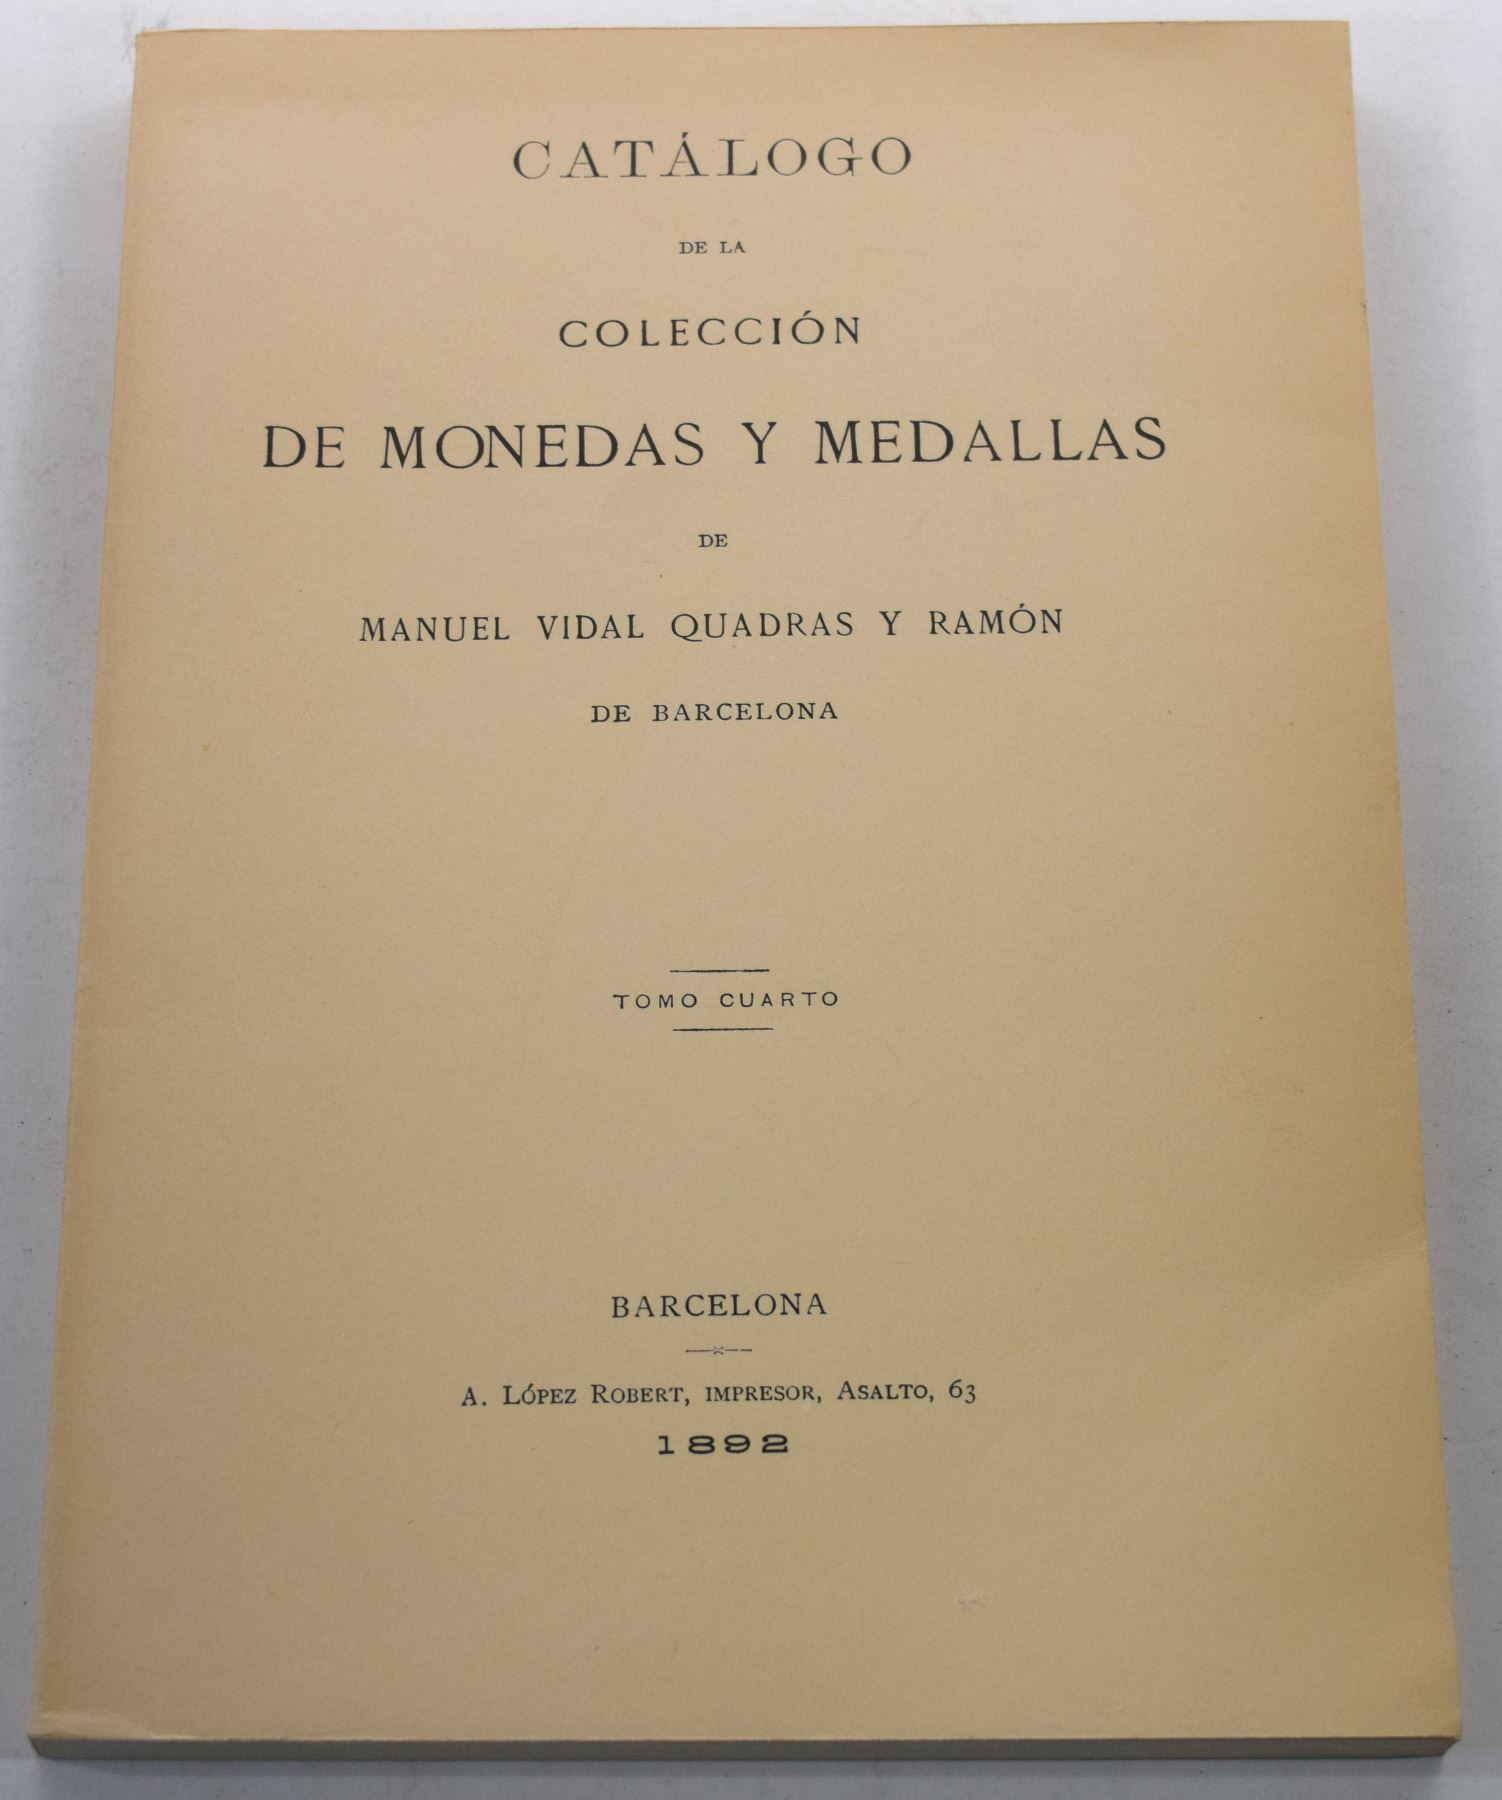 CATÁLOGO
DE LA
COLECCIÓN
DE MONEDAS Y MEDALLAS
DE
MANUEL VIDAL QUADRAS Y RAMÓN
DE BARCELONA
TOMO CUARTO
BARCELONA
A. LÓPEZ ROBERT, IMPRESOR, ASALTO, 63
1892